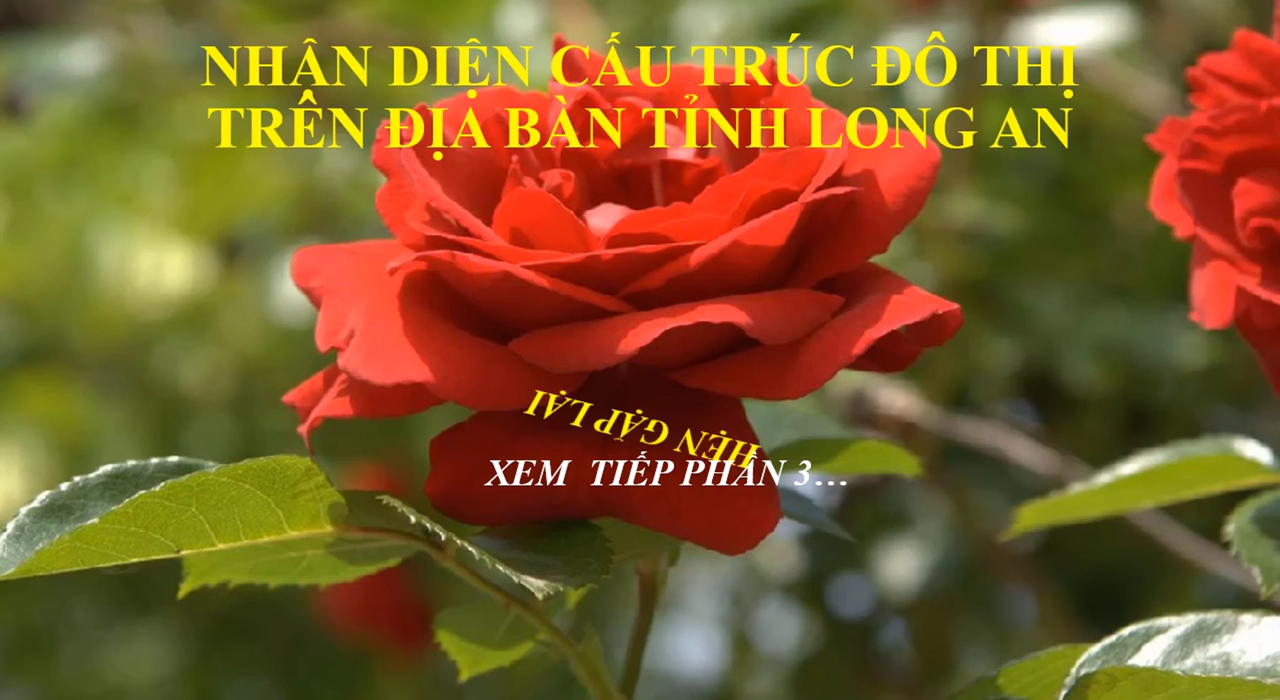 NHẬN DIỆN CẤU TRÚC ĐÔ THỊ
TRÊN ĐỊA BÀN TỈNH LONG AN
HẸN GẶP LẠI
XEM TIẾP PHẦN 3...